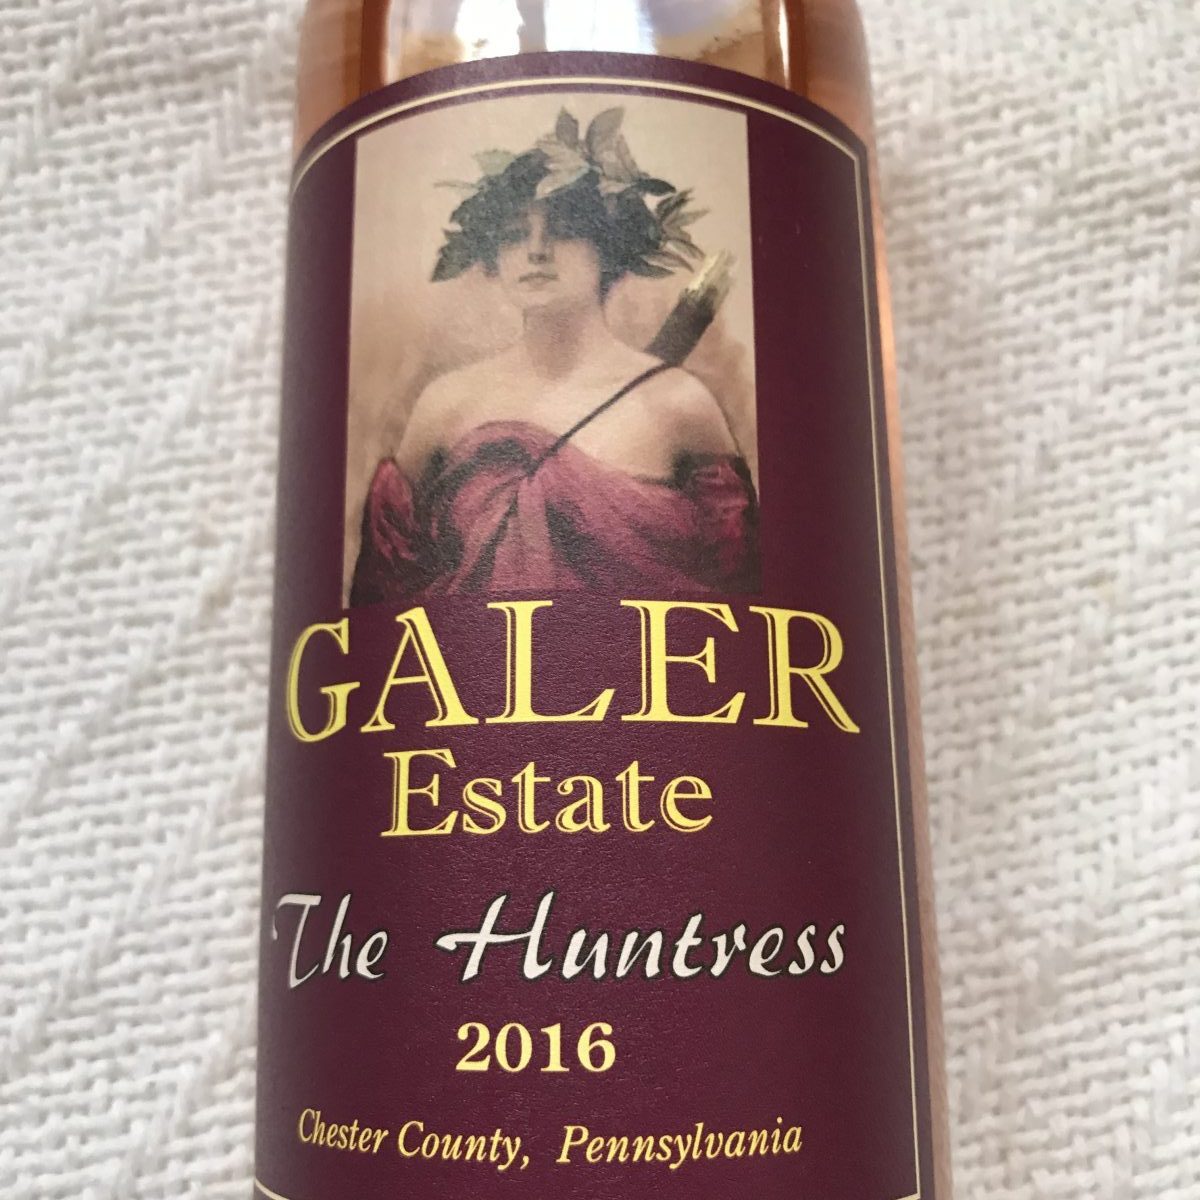 GALER
Estate
The Huntress
2016
Chester County, Pennsylvania